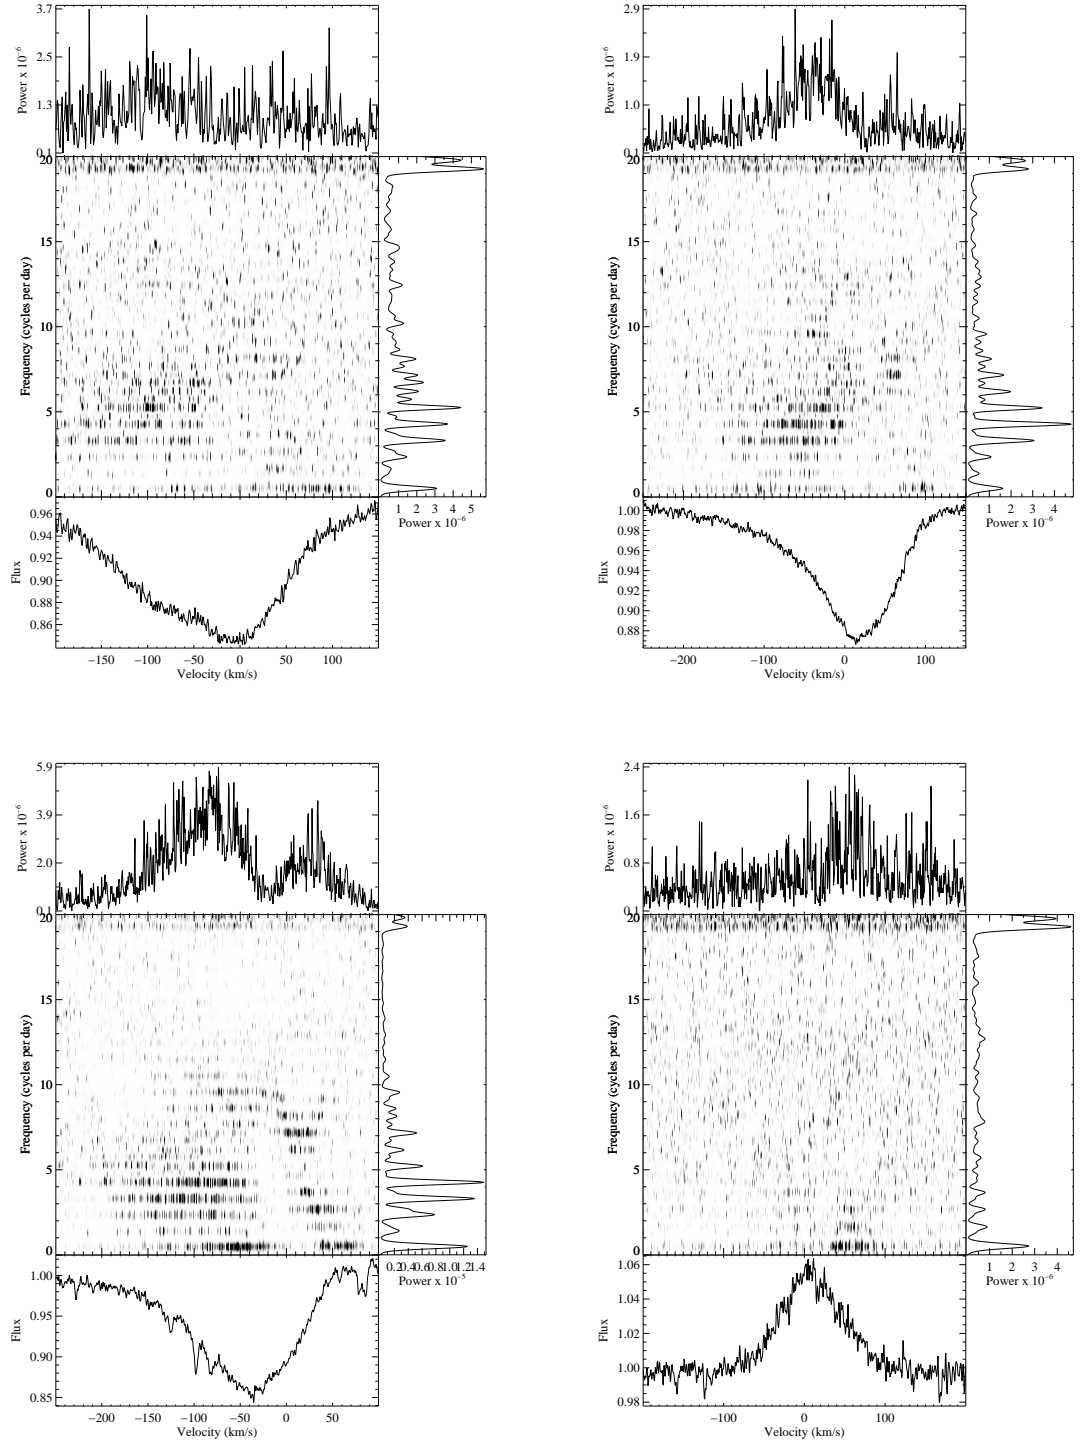 3.7
2.5
1.3
0.1
Power x 10⁻⁶
20
15
10
5
0
Frequency (cycles per day)
1 2 3 4 5
Power x 10⁻⁶
0.96
0.94
0.92
0.90
0.88
0.86
Flux
−150 −100 −50 0 50 100
Velocity (km/s)
2.9
1.9
1.0
0.1
Power x 10⁻⁶
20
15
10
5
0
Frequency (cycles per day)
1 2 3 4
Power x 10⁻⁶
1.00
0.98
0.96
0.94
0.92
0.90
0.88
Flux
−200 −100 0 100
Velocity (km/s)
5.9
3.9
2.0
0.1
Power x 10⁻⁶
20
15
10
5
0
Frequency (cycles per day)
0.2 0.4 0.6 0.8 1.0 1.2 1.4
Power x 10⁻⁵
1.00
0.95
0.90
0.85
Flux
−200 −150 −100 −50 0 50
Velocity (km/s)
2.4
1.6
0.8
0.1
Power x 10⁻⁶
20
15
10
5
0
Frequency (cycles per day)
1 2 3 4
Power x 10⁻⁶
1.06
1.04
1.02
1.00
0.98
Flux
−100 0 100
Velocity (km/s)